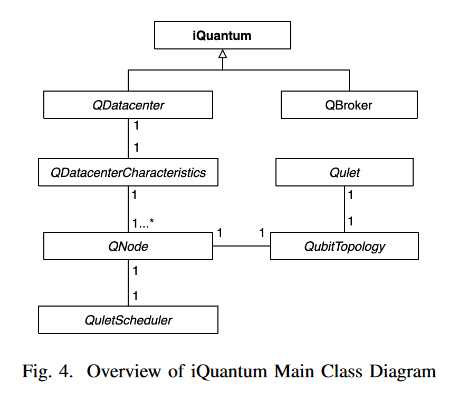 iQuantum
QDatacenter
QBroker
1
1
QDatacenterCharacteristics
Qulet
1
1
1...*
1
QNode
1
1
QubitTopology
1
1
QuletScheduler
Fig. 4. Overview of iQuantum Main Class Diagram